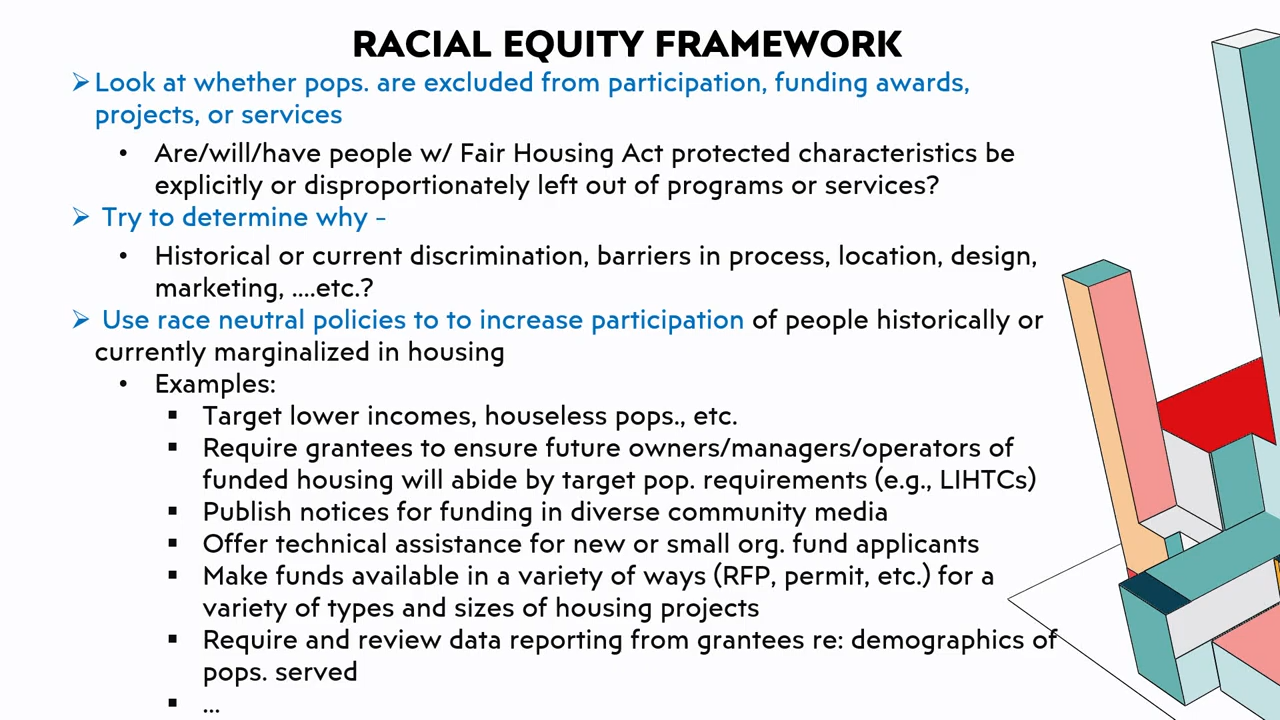 RACIAL EQUITY FRAMEWORK
➢Look at whether pops. are excluded from participation, funding awards,
projects, or services
• Are/will/have people w/ Fair Housing Act protected characteristics be
explicitly or disproportionately left out of programs or services?
➢ Try to determine why -
• Historical or current discrimination, barriers in process, location, design,
marketing, ....etc.?
➢ Use race neutral policies to to increase participation of people historically or
currently marginalized in housing
• Examples:
▪ Target lower incomes, houseless pops., etc.
▪ Require grantees to ensure future owners/managers/operators of
funded housing will abide by target pop. requirements (e.g., LIHTCs)
▪ Publish notices for funding in diverse community media
▪ Offer technical assistance for new or small org. fund applicants
▪ Make funds available in a variety of ways (RFP, permit, etc.) for a
variety of types and sizes of housing projects
▪ Require and review data reporting from grantees re: demographics of
pops. served
▪ ...